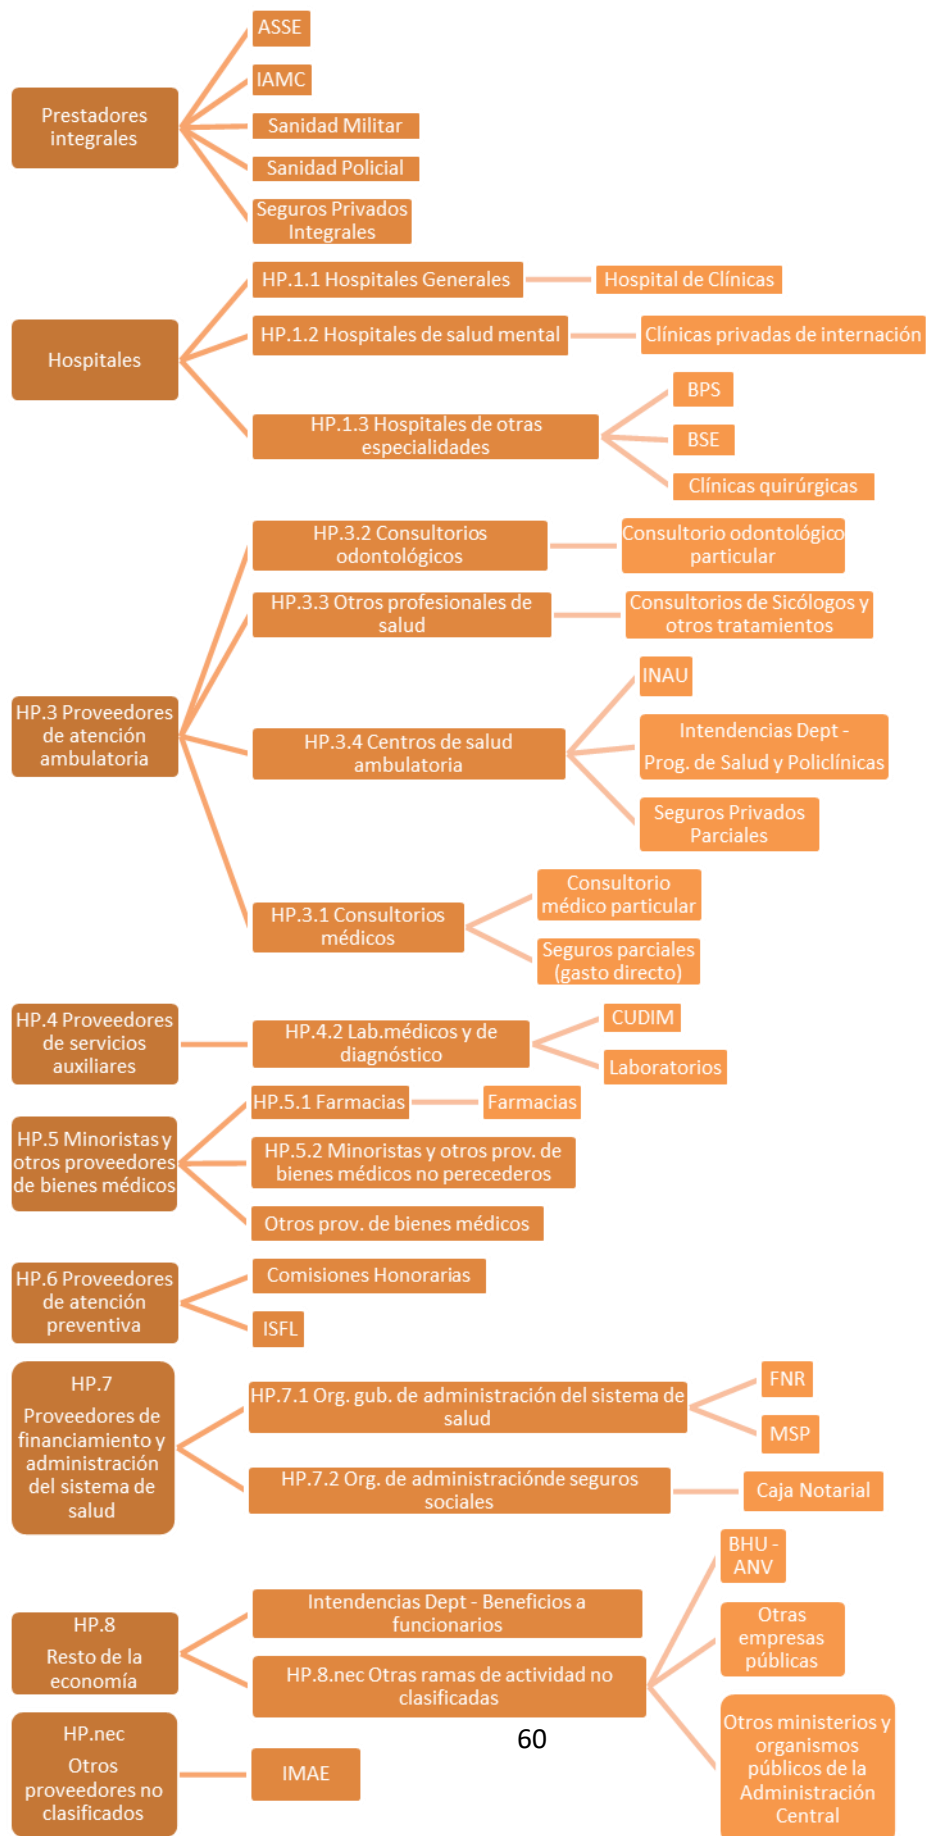 ASSE
IAMC
Prestadores
integrales
Sanidad Militar
Sanidad Policial
Seguros Privados
Integrales
HP.1.1 Hospitales Generales
Hospital de Clínicas
HP.1.2 Hospitales de salud mental
Clínicas privadas de internación
Hospitales
BPS
HP.1.3 Hospitales de otras
especialidades
BSE
Clínicas quirúrgicas
HP.3.2 Consultorios
odontológicos
Consultorio odontológico
particular
HP.3.3 Otros profesionales de
salud
Consultorios de Sicólogos y
otros tratamientos
INAU
HP.3 Proveedores
de atención
ambulatoria
HP.3.4 Centros de salud
ambulatoria
Intendencias Dept -
Prog. de Salud y Policlínicas
Seguros Privados
Parciales
HP.3.1 Consultorios
médicos
Consultorio
médico particular
Seguros parciales
(gasto directo)
HP.4 Proveedores
de servicios
auxiliares
HP.4.2 Lab.médicos y de
diagnóstico
CUDIM
Laboratorios
HP.5.1 Farmacias
Farmacias
HP.5 Minoristas y
otros proveedores
de bienes médicos
HP.5.2 Minoristas y otros prov. de
bienes médicos no perecederos
Otros prov. de bienes médicos
HP.6 Proveedores
de atención
preventiva
Comisiones Honorarias
ISFL
HP.7
Proveedores de
financiamiento y
administración
del sistema de
salud
HP.7.1 Org. gub. de administración del sistema de
salud
FNR
MSP
HP.7.2 Org. de administraciónde seguros
sociales
Caja Notarial
BHU -
ANV
HP.8
Resto de la
economía
Intendencias Dept - Beneficios a
funcionarios
Otras
empresas
públicas
HP.8.nec Otras ramas de actividad no
clasificadas
Otros ministerios y
organismos
públicos de la
Administración
Central
HP.nec
Otros
proveedores no
clasificados
IMAE
60